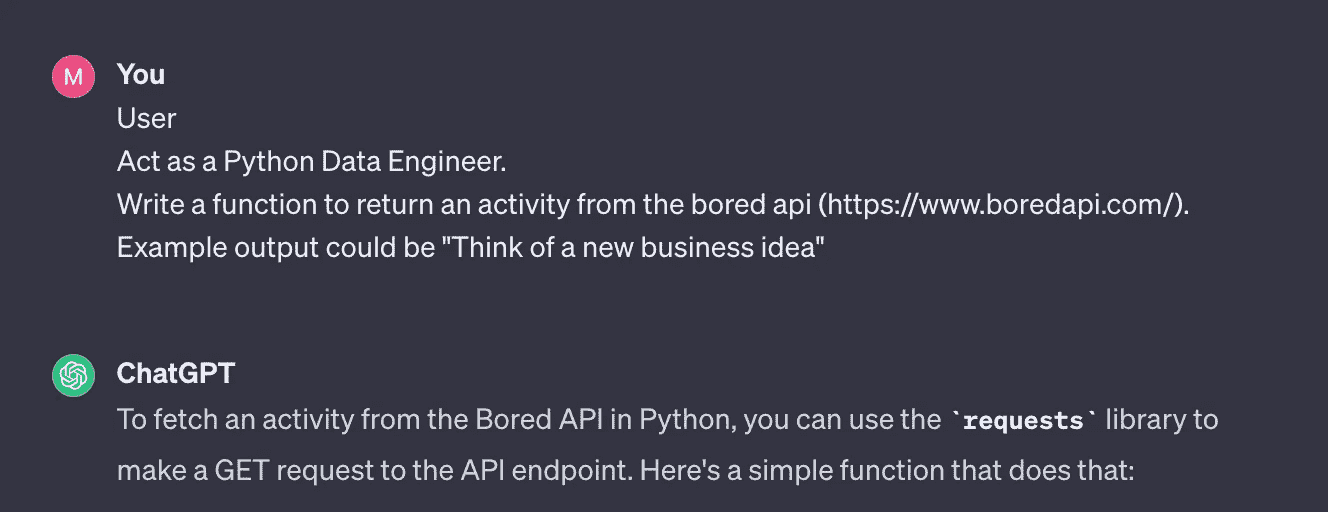 M
You
User
Act as a Python Data Engineer.
Write a function to return an activity from the bored api (https://www.boredapi.com/).
Example output could be "Think of a new business idea"
ChatGPT
To fetch an activity from the Bored API in Python, you can use the `requests` library to
make a GET request to the API endpoint. Here's a simple function that does that: